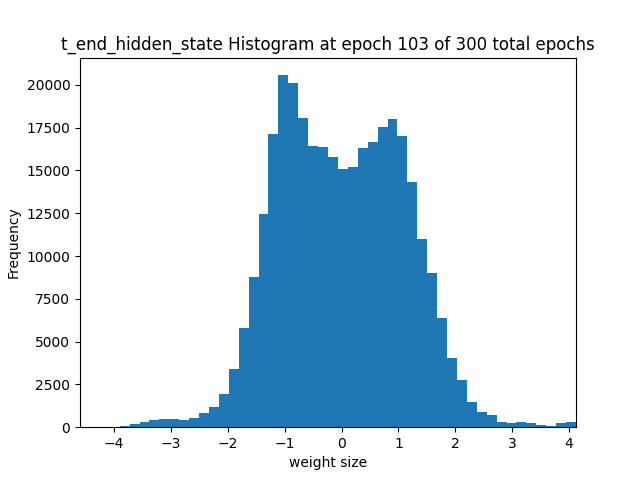 t_end_hidden_state Histogram at epoch 103 of 300 total epochs
20000
17500
15000
12500
10000
7500
5000
2500
0
Frequency
−4 −3 −2 −1 0 1 2 3 4
weight size